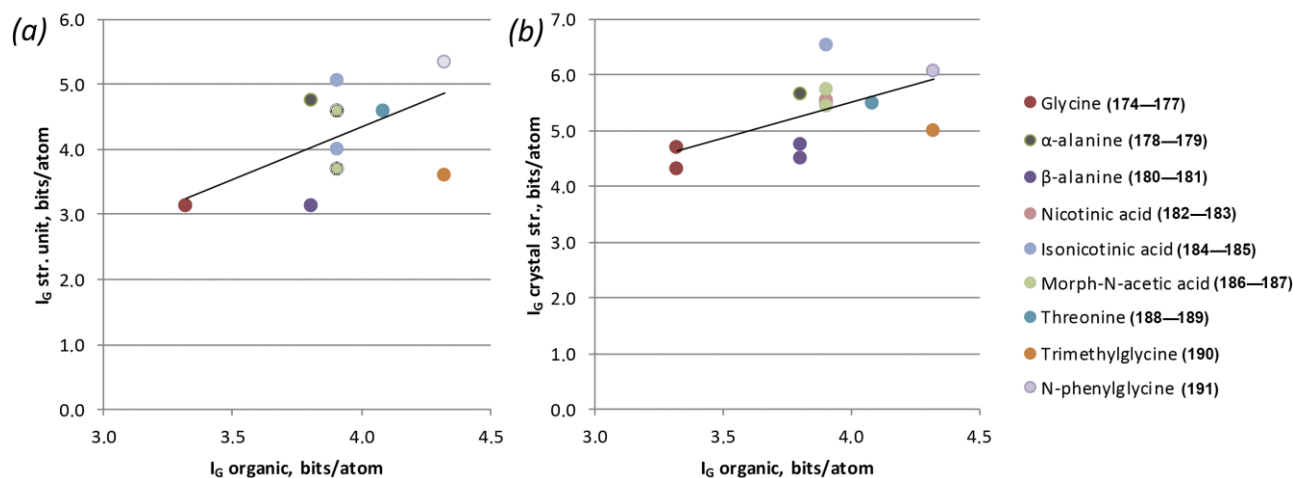 (a)
6.0
5.0
4.0
3.0
2.0
1.0
0.0
I_G str. unit, bits/atom
3.0 3.5 4.0 4.5
I_G organic, bits/atom
(b)
7.0
6.0
5.0
4.0
3.0
2.0
1.0
0.0
I_G crystal str., bits/atom
3.0 3.5 4.0 4.5
I_G organic, bits/atom
Glycine (174—177)
α-alanine (178—179)
β-alanine (180—181)
Nicotinic acid (182—183)
Isonicotinic acid (184—185)
Morph-N-acetic acid (186—187)
Threonine (188—189)
Trimethylglycine (190)
N-phenylglycine (191)